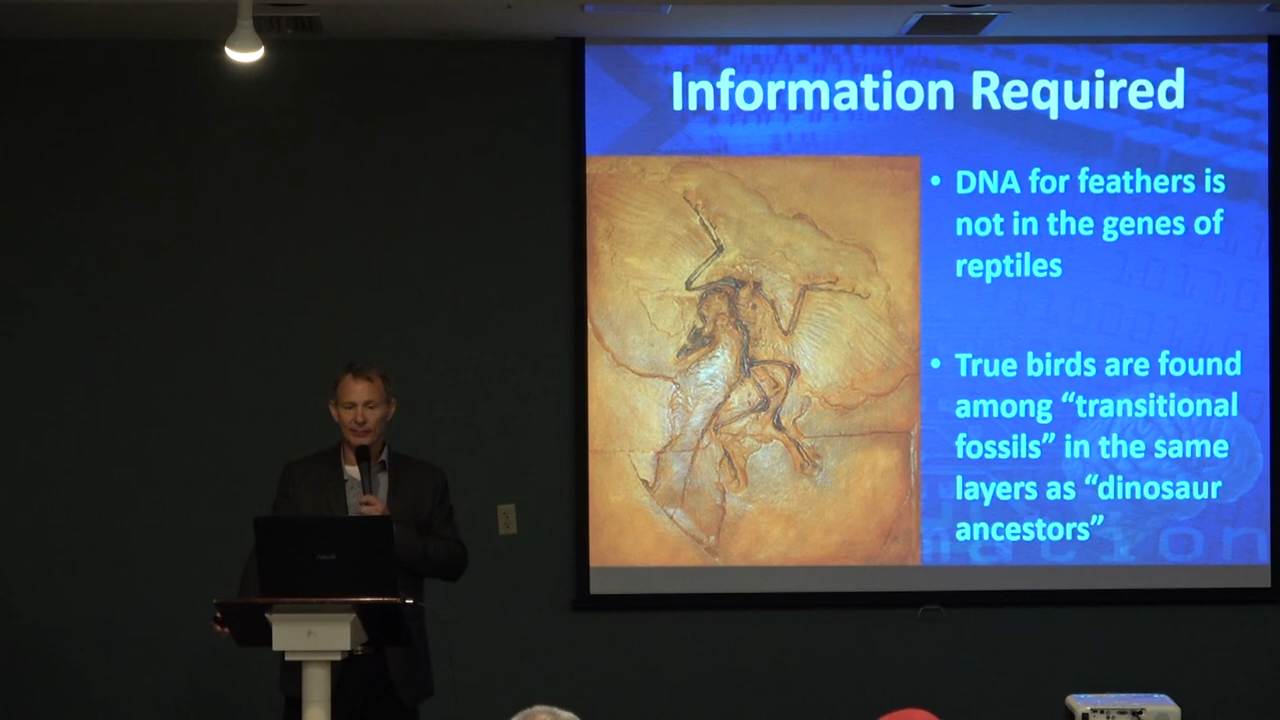 Information Required
• DNA for feathers is
not in the genes of
reptiles
• True birds are found
among “transitional
fossils” in the same
layers as “dinosaur
ancestors”
ASUS